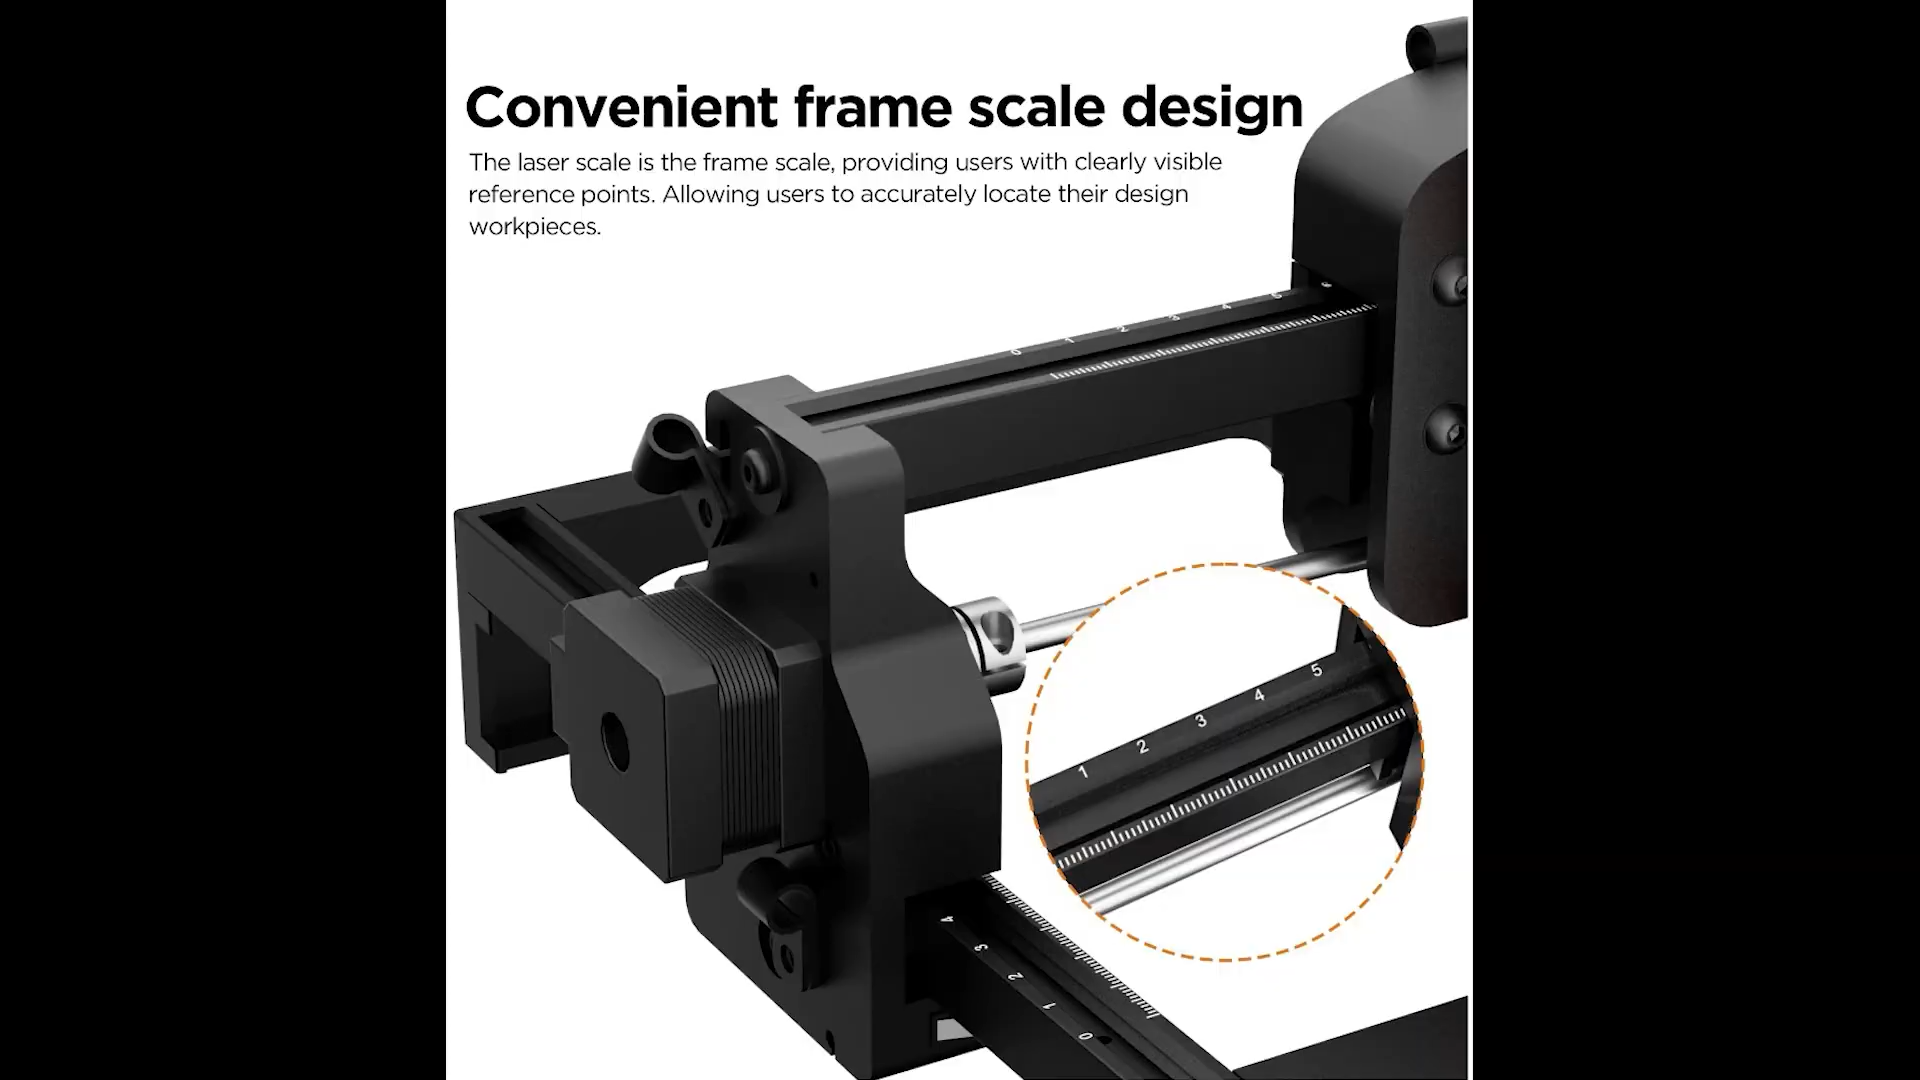 Convenient frame scale design
The laser scale is the frame scale, providing users with clearly visible
reference points. Allowing users to accurately locate their design
workpieces.
0 1 2 3 4 5 6
1 2 3 4 5
4 3 2 1 0